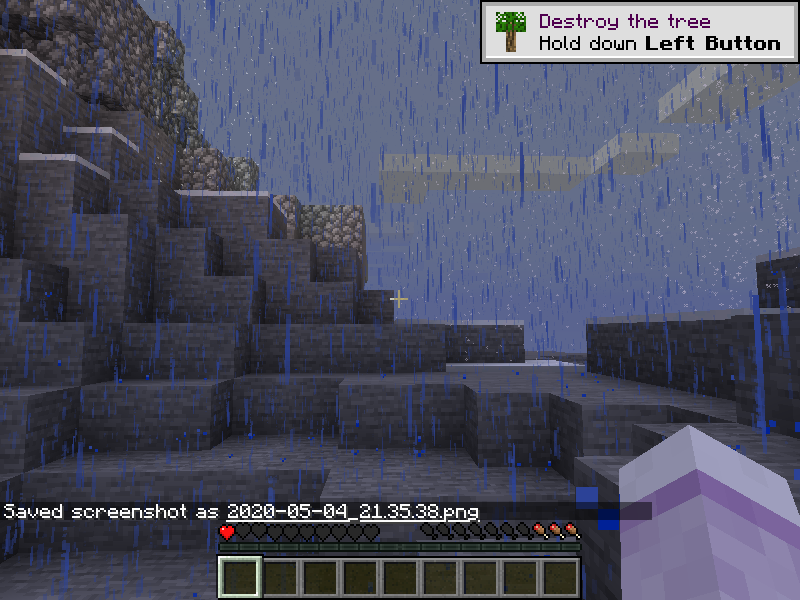 Destroy the tree
Hold down Left Button
Saved screenshot as 2020-05-04_21.35.38.png